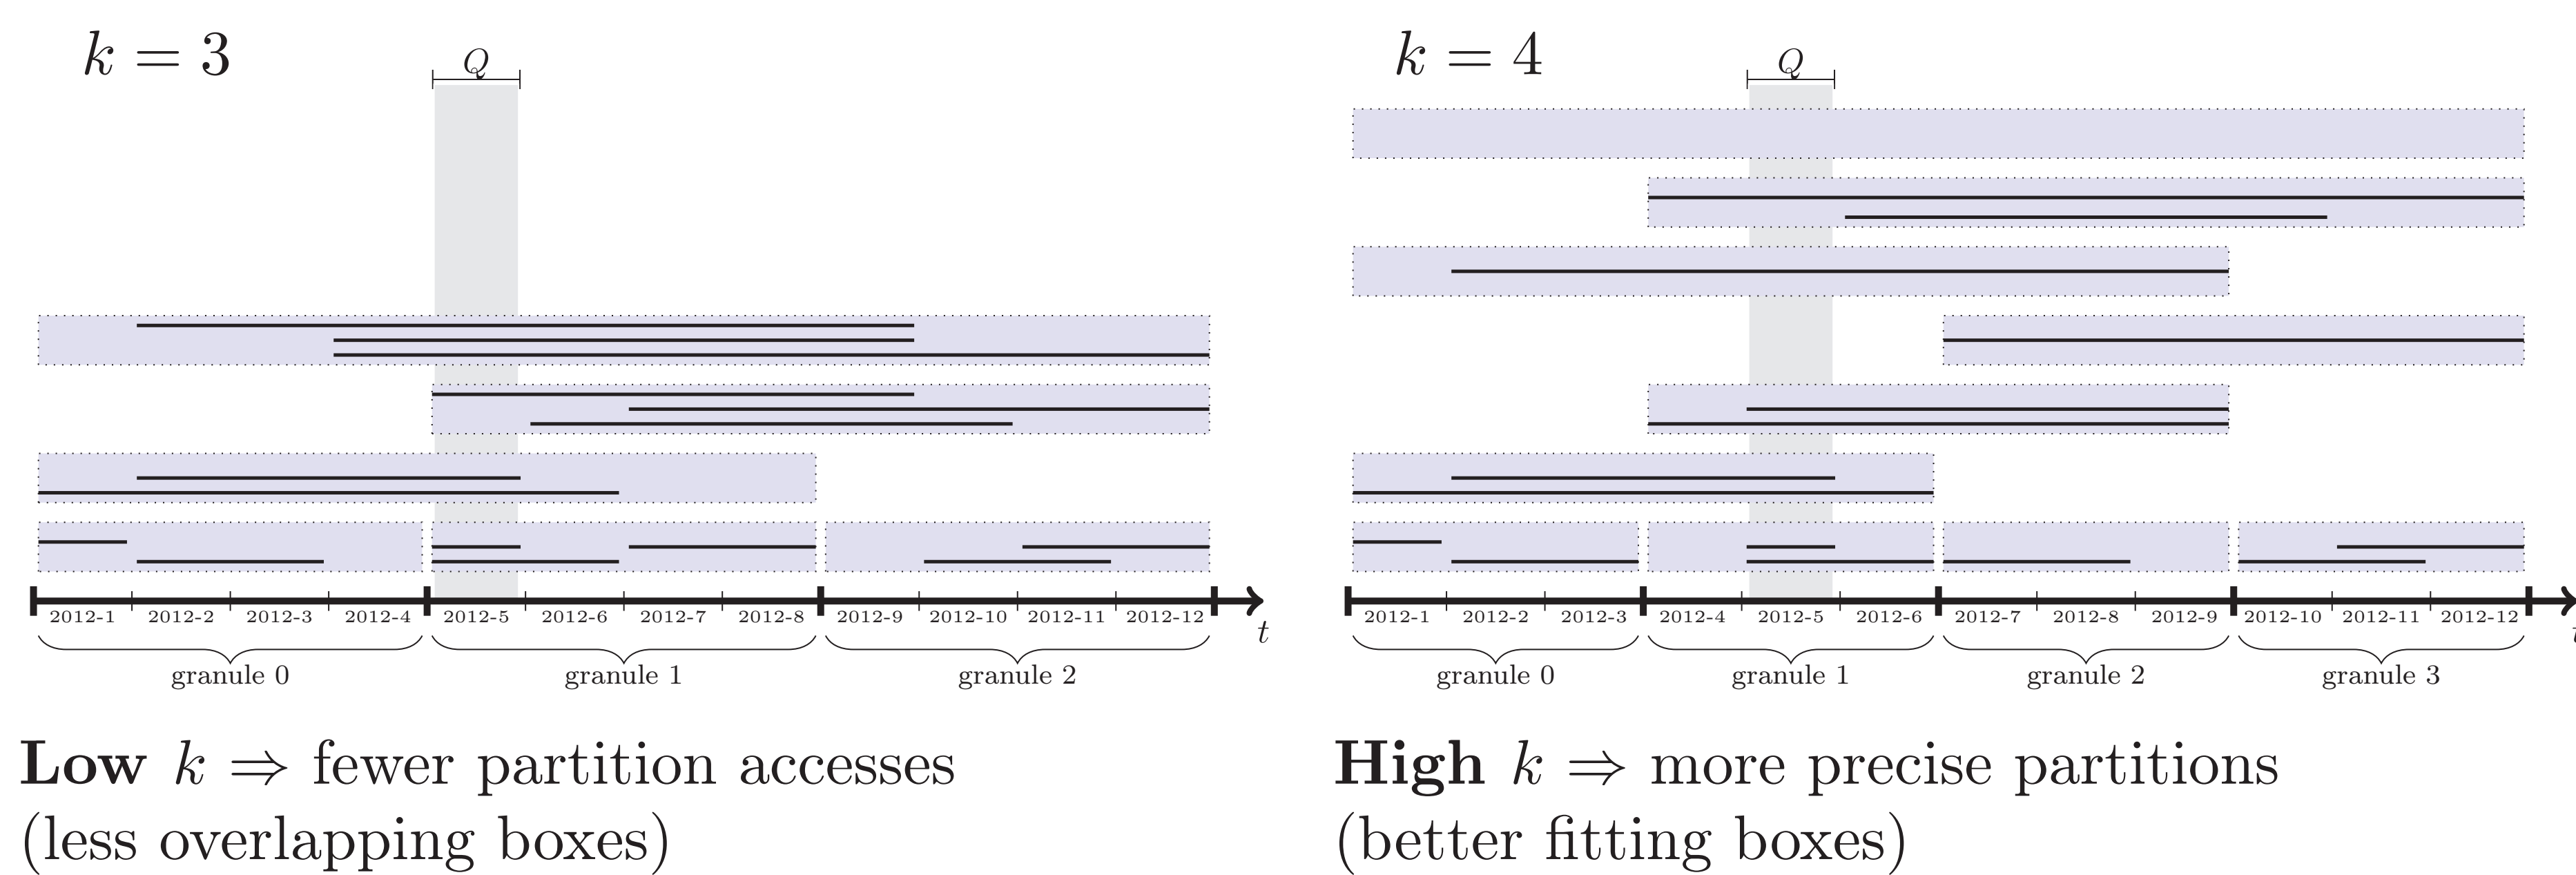 k = 3
Q
2012-1 2012-2 2012-3 2012-4 2012-5 2012-6 2012-7 2012-8 2012-9 2012-10 2012-11 2012-12
t
granule 0 granule 1 granule 2
Low k ⇒ fewer partition accesses
(less overlapping boxes)
k = 4
Q
2012-1 2012-2 2012-3 2012-4 2012-5 2012-6 2012-7 2012-8 2012-9 2012-10 2012-11 2012-12
t
granule 0 granule 1 granule 2 granule 3
High k ⇒ more precise partitions
(better fitting boxes)